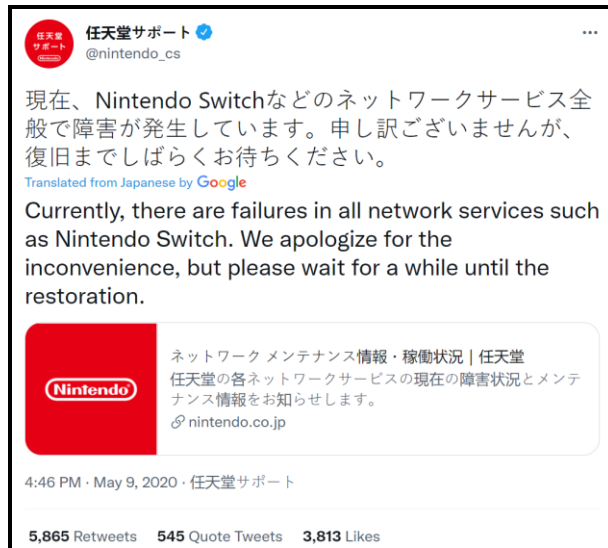 任天堂
サポート
Nintendo
任天堂サポート
@nintendo_cs
現在、Nintendo Switchなどのネットワークサービス全
般で障害が発生しています。申し訳ございませんが、
復旧までしばらくお待ちください。
Translated from Japanese by Google
Currently, there are failures in all network services such
as Nintendo Switch. We apologize for the
inconvenience, but please wait for a while until the
restoration.
Nintendo
ネットワーク メンテナンス情報・稼働状況 | 任天堂
任天堂の各ネットワークサービスの現在の障害状況とメンテ
ナンス情報をお知らせします。
nintendo.co.jp
4:46 PM · May 9, 2020 · 任天堂サポート
5,865 Retweets 545 Quote Tweets 3,813 Likes